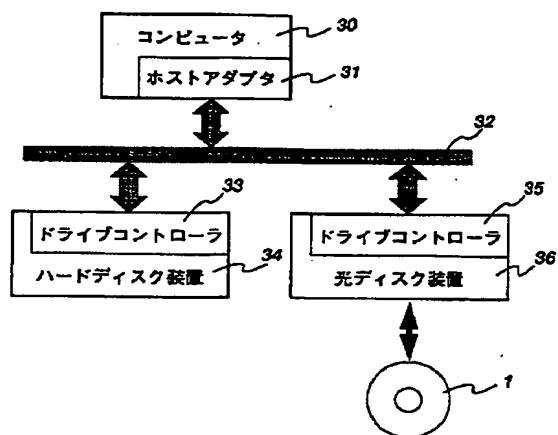 コンピュータ
30
ホストアダプタ
31
32
33
ドライブコントローラ
ハードディスク装置
34
35
ドライブコントローラ
光ディスク装置
36
1